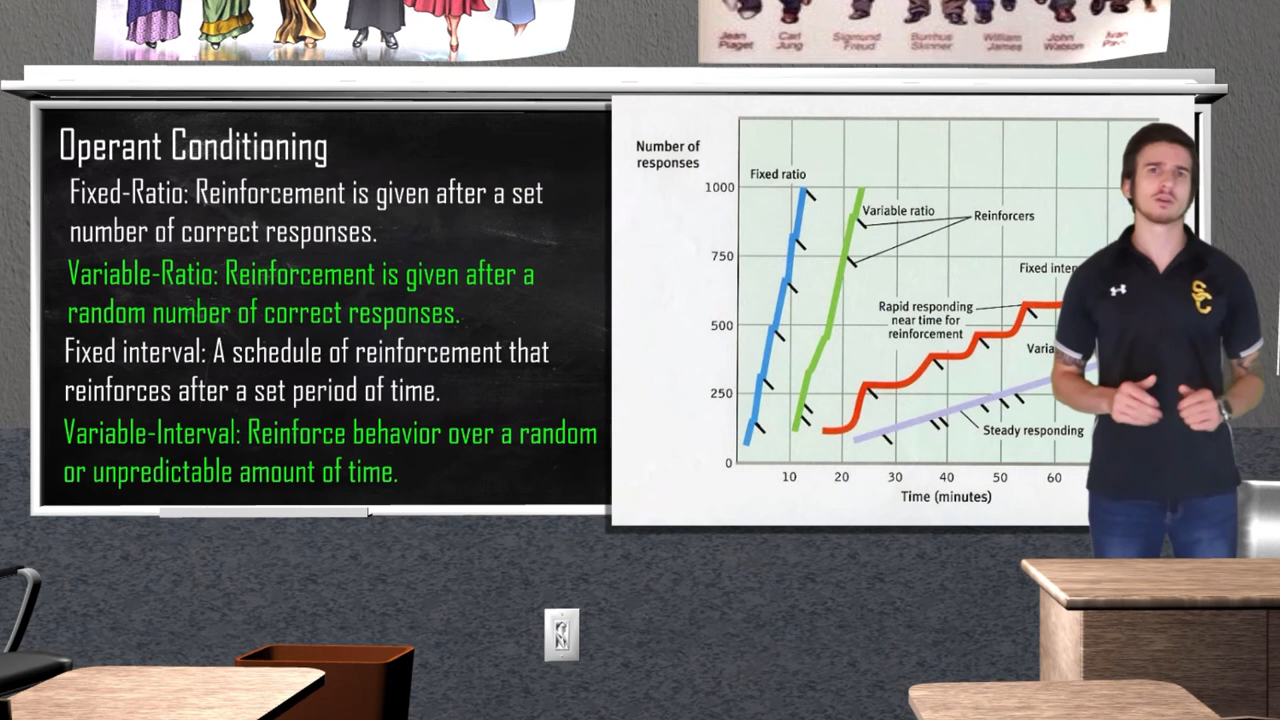 Jean Carl Sigmund Burrhus William John Ivan
Piaget Jung Freud Skinner James Watson
Operant Conditioning
Fixed-Ratio: Reinforcement is given after a set
number of correct responses.
Variable-Ratio: Reinforcement is given after a
random number of correct responses.
Fixed interval: A schedule of reinforcement that
reinforces after a set period of time.
Variable-Interval: Reinforce behavior over a random
or unpredictable amount of time.
Number of
responses
1000
750
500
250
0
Fixed ratio
Variable ratio
Reinforcers
Fixed inter
Rapid responding
near time for
reinforcement
Varia
Steady responding
10 20 30 40 50 60
Time (minutes)
SC